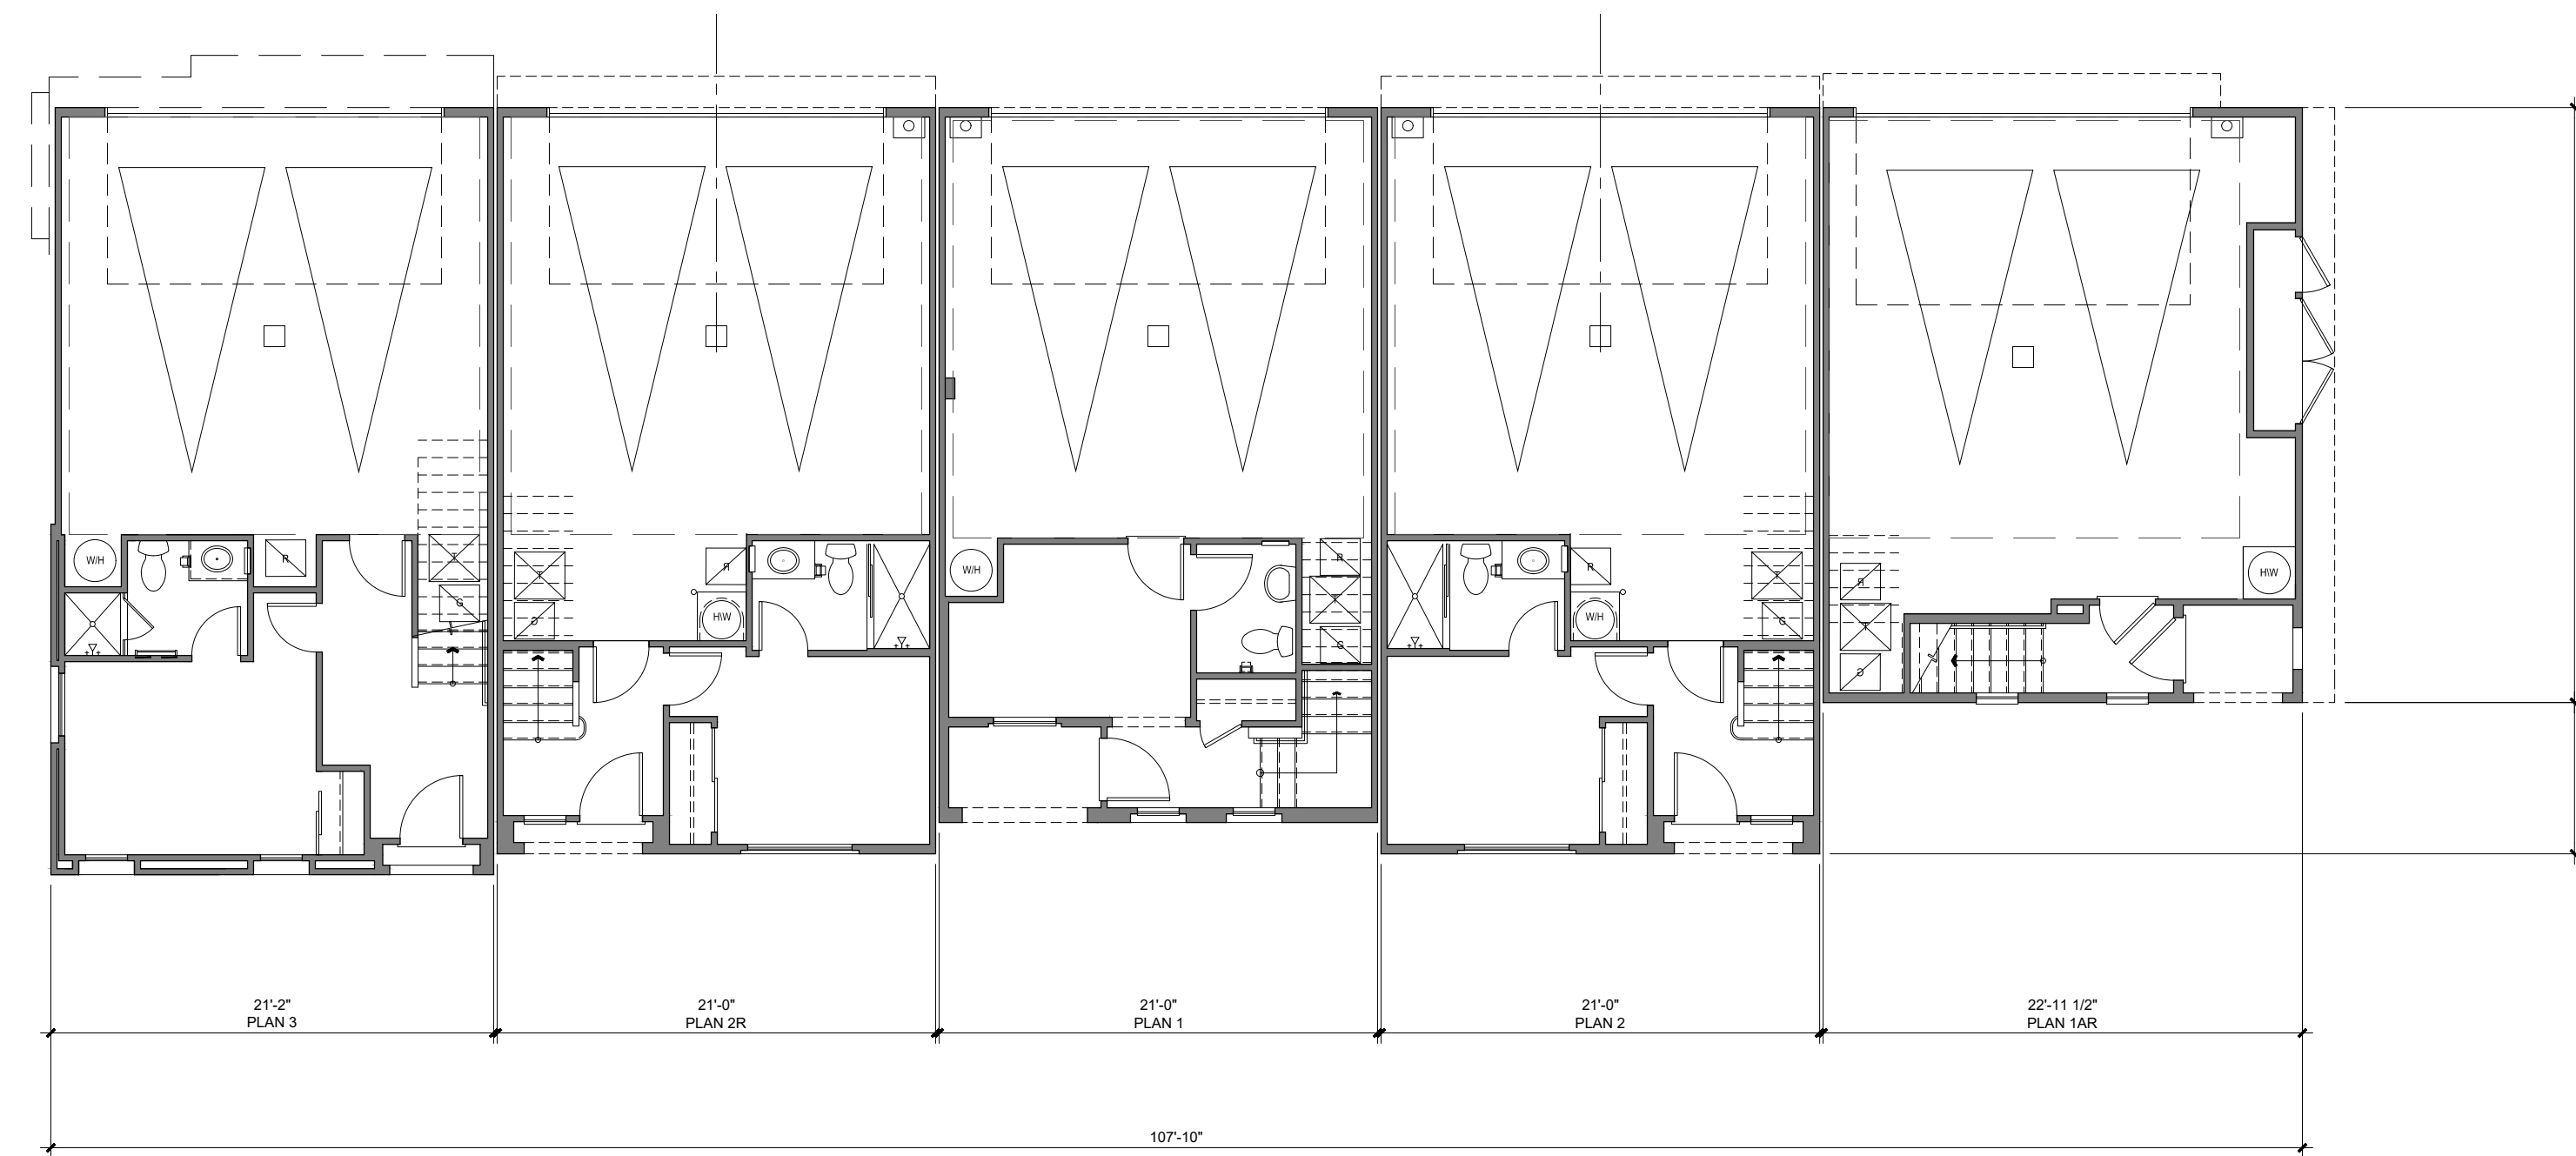 W/H
R
T
G
T
G
R
H/W
W/H
R
T
G
R
W/H
T
G
R
T
G
H/W
21'-2"
PLAN 3
21'-0"
PLAN 2R
21'-0"
PLAN 1
21'-0"
PLAN 2
22'-11 1/2"
PLAN 1AR
107'-10"